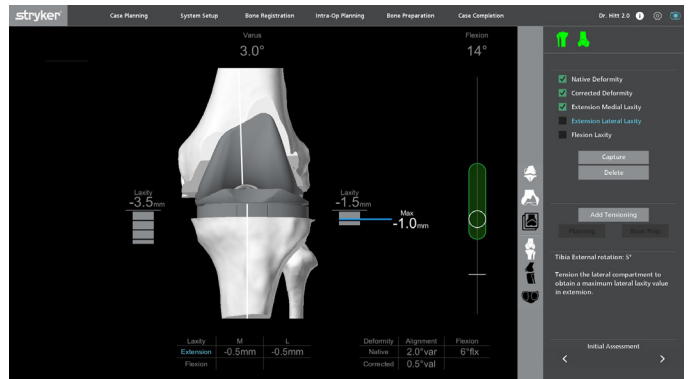 stryker
Case Planning System Setup Bone Registration Intra-Op Planning Bone Preparation Case Completion Dr. Hitt 2.0
Varus
3.0°
Flexion
14°
Native Deformity
Corrected Deformity
Extension Medial Laxity
Extension Lateral Laxity
Flexion Laxity
Capture
Delete
Laxity
-3.5mm
Laxity
-1.5mm
Max
-1.0mm
Add Tensioning
Planning Bone Prep
Tibia External rotation: 5°
Tension the lateral compartment to
obtain a maximum lateral laxity value
in extension.
Laxity M L
Extension -0.5mm -0.5mm
Flexion
Deformity Alignment Flexion
Native 2.0°var 6°flx
Corrected 0.5°val
Initial Assessment